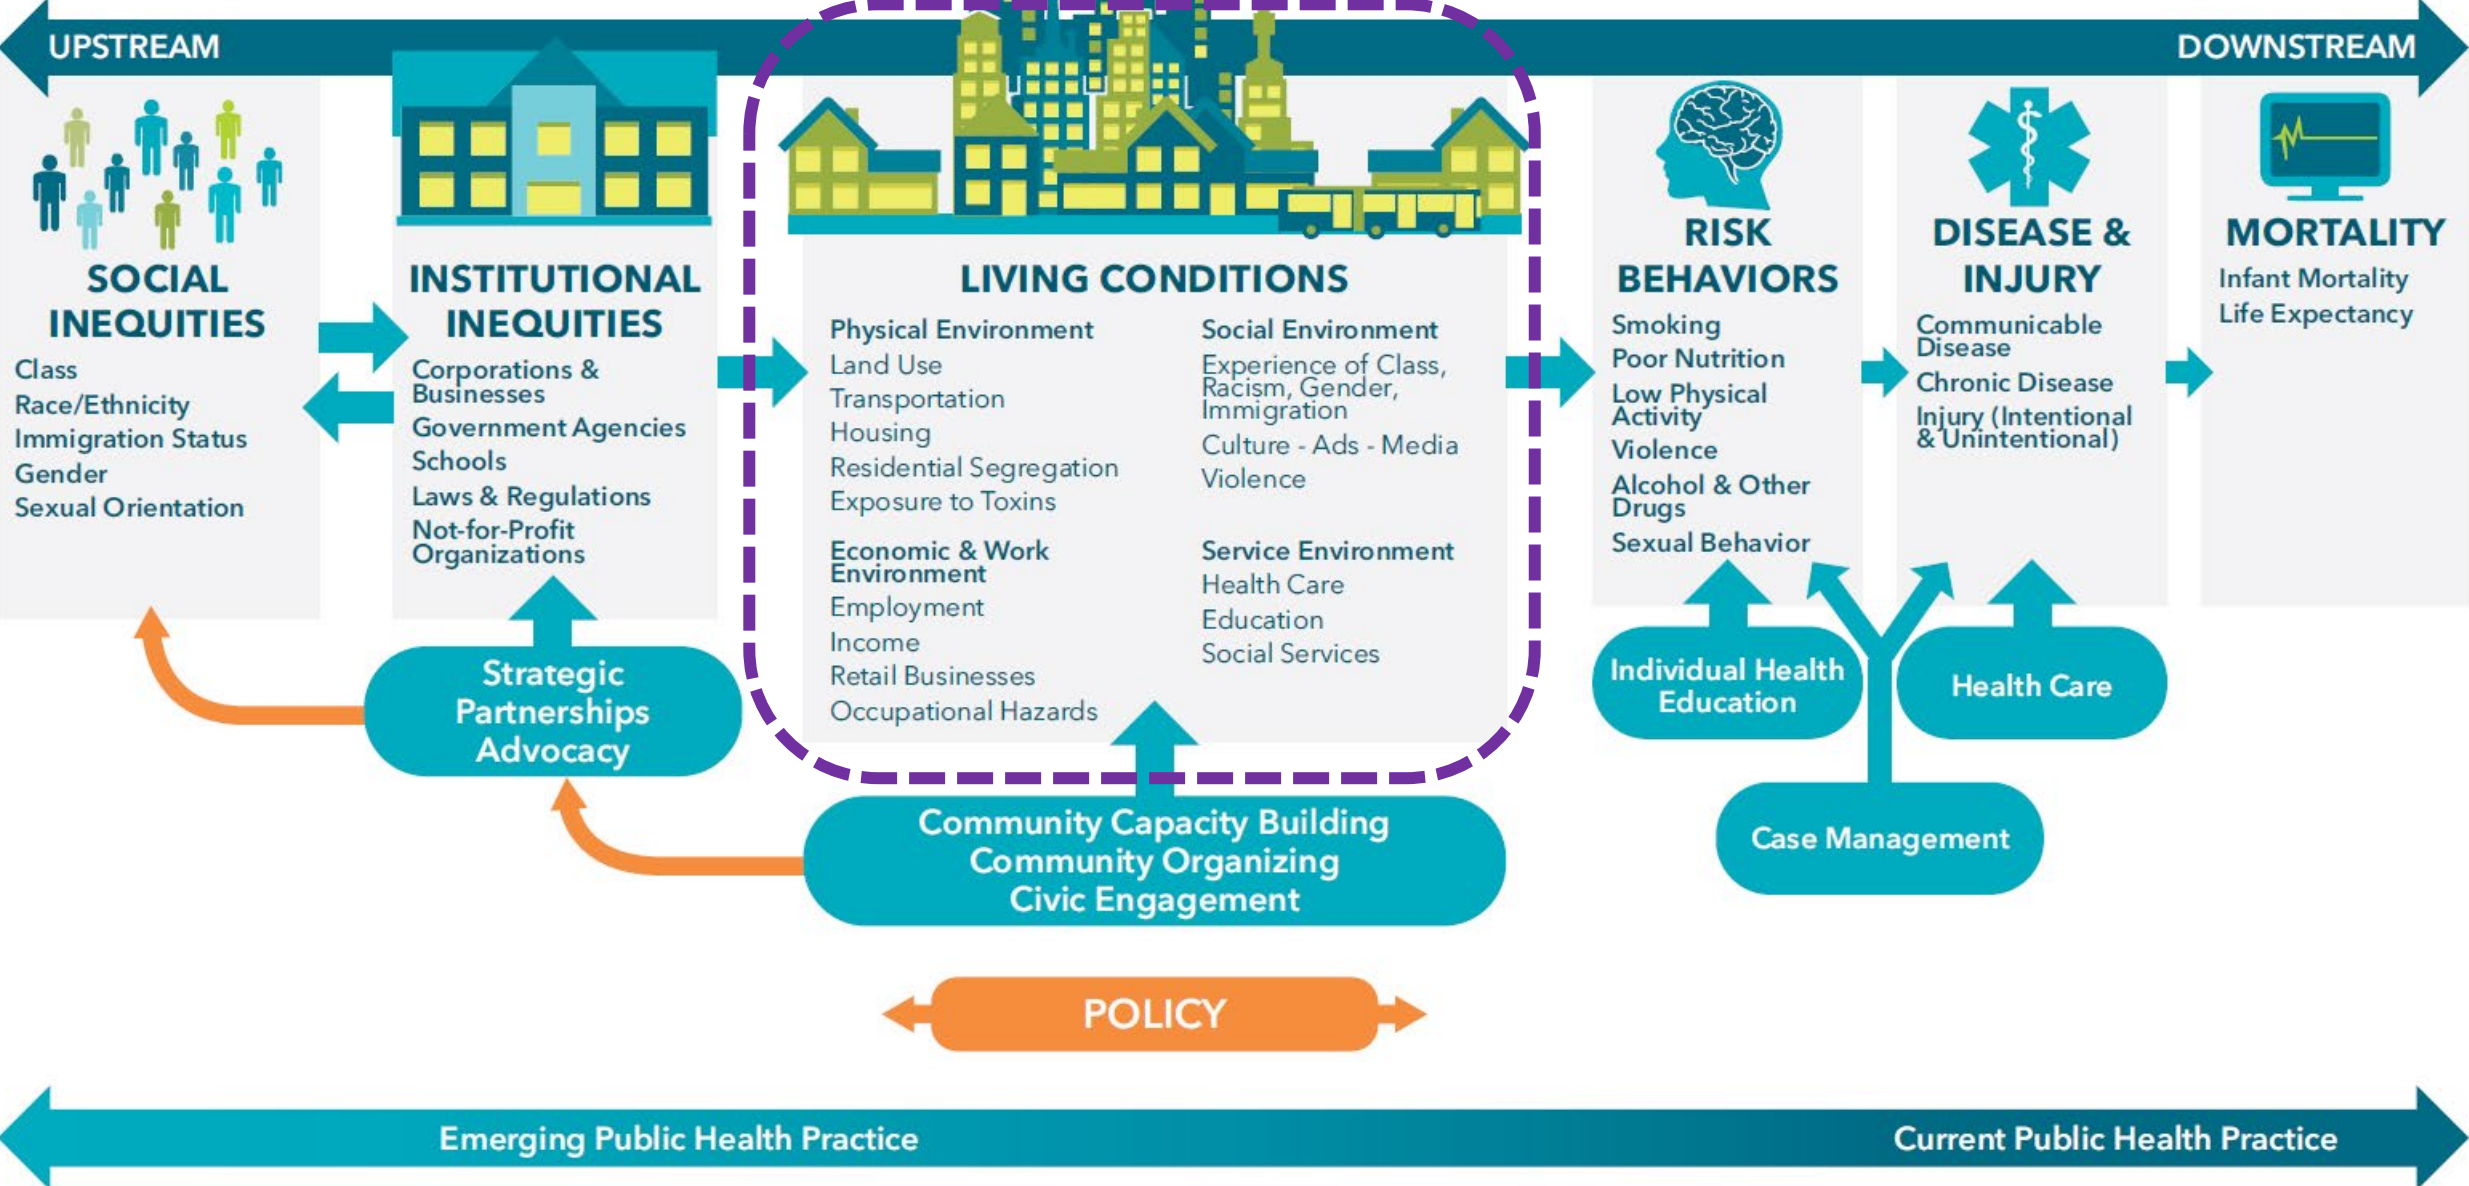 UPSTREAM
DOWNSTREAM
SOCIAL
INEQUITIES
Class
Race/Ethnicity
Immigration Status
Gender
Sexual Orientation
INSTITUTIONAL
INEQUITIES
Corporations &
Businesses
Government Agencies
Schools
Laws & Regulations
Not-for-Profit
Organizations
LIVING CONDITIONS
Physical Environment
Land Use
Transportation
Housing
Residential Segregation
Exposure to Toxins
Economic & Work
Environment
Employment
Income
Retail Businesses
Occupational Hazards
Social Environment
Experience of Class,
Racism, Gender,
Immigration
Culture - Ads - Media
Violence
Service Environment
Health Care
Education
Social Services
RISK
BEHAVIORS
Smoking
Poor Nutrition
Low Physical
Activity
Violence
Alcohol & Other
Drugs
Sexual Behavior
DISEASE &
INJURY
Communicable
Disease
Chronic Disease
Injury (Intentional
& Unintentional)
MORTALITY
Infant Mortality
Life Expectancy
Strategic
Partnerships
Advocacy
Community Capacity Building
Community Organizing
Civic Engagement
Individual Health
Education
Health Care
Case Management
POLICY
Emerging Public Health Practice
Current Public Health Practice